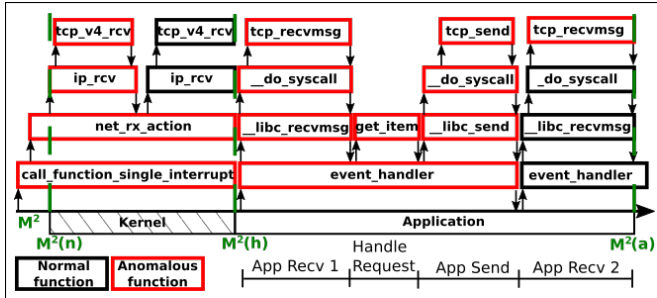 tcp_v4_rcv tcp_v4_rcv tcp_recvmsg tcp_send tcp_recvmsg
ip_rcv ip_rcv __do_syscall __do_syscall _do_syscall
net_rx_action __libc_recvmsg get_item __libc_send __libc_recvmsg
call_function_single_interrupt event_handler event_handler
M² Kernel Application
M²(n) M²(h) M²(a)
Normal function
Anomalous function
Handle Request
App Recv 1 App Send App Recv 2